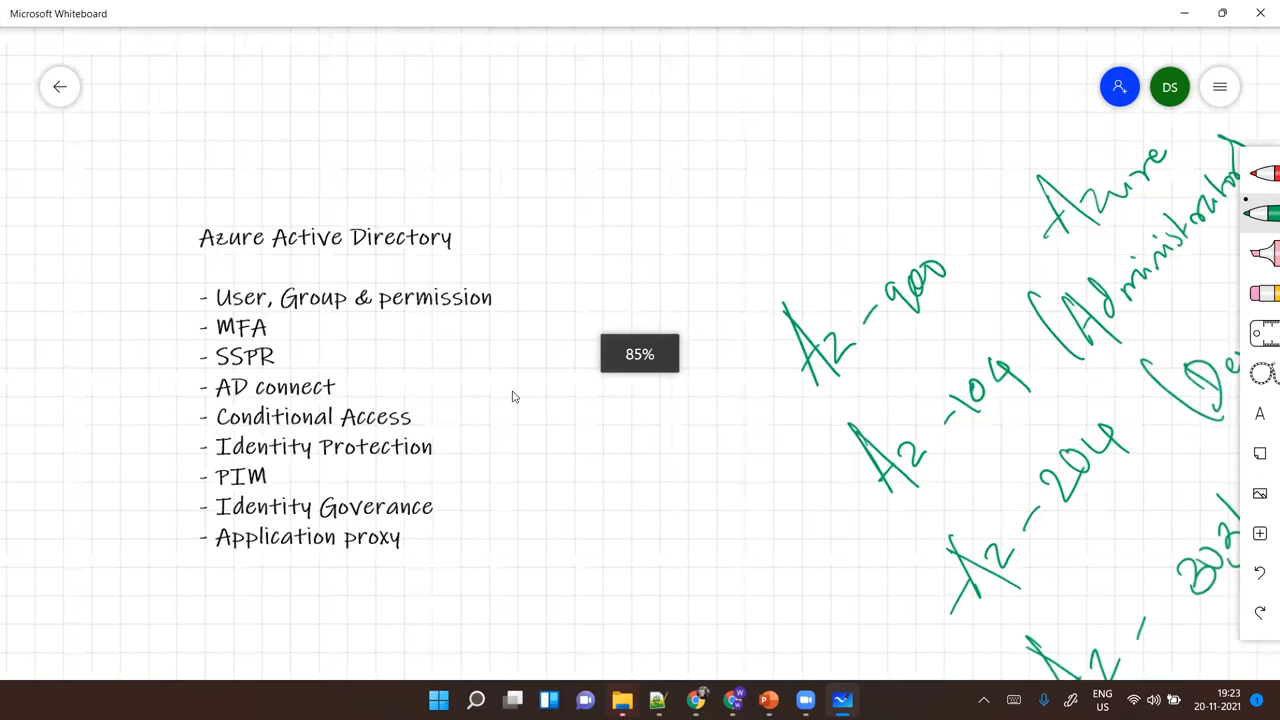 Microsoft Whiteboard
DS
Azure Active Directory
- User, Group & permission
- MFA
- SSPR
- AD connect
- Conditional Access
- Identity Protection
- PIM
- Identity Goverance
- Application proxy
85%
Azure
AZ-900
(Administrator)
AZ-104
(De
AZ-204
AZ-
A
ENG
US
19:23
20-11-2021